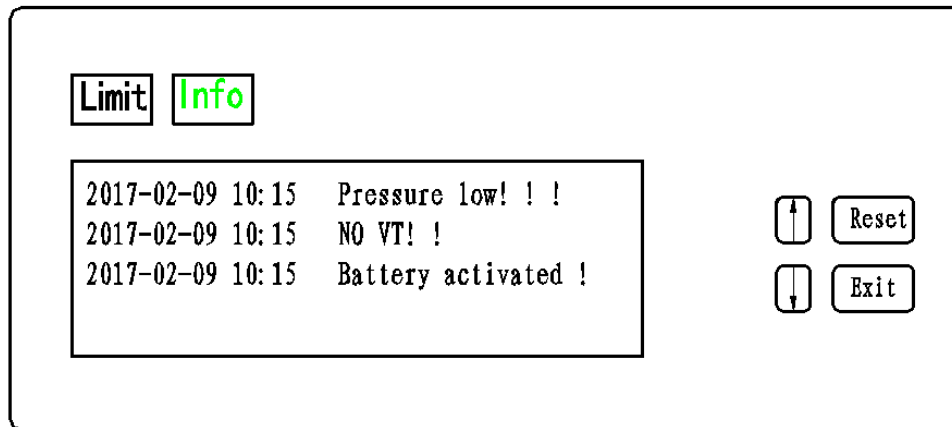 Limit Info
2017-02-09 10:15 Pressure low! ! !
2017-02-09 10:15 NO VT! !
2017-02-09 10:15 Battery activated !
Reset
Exit